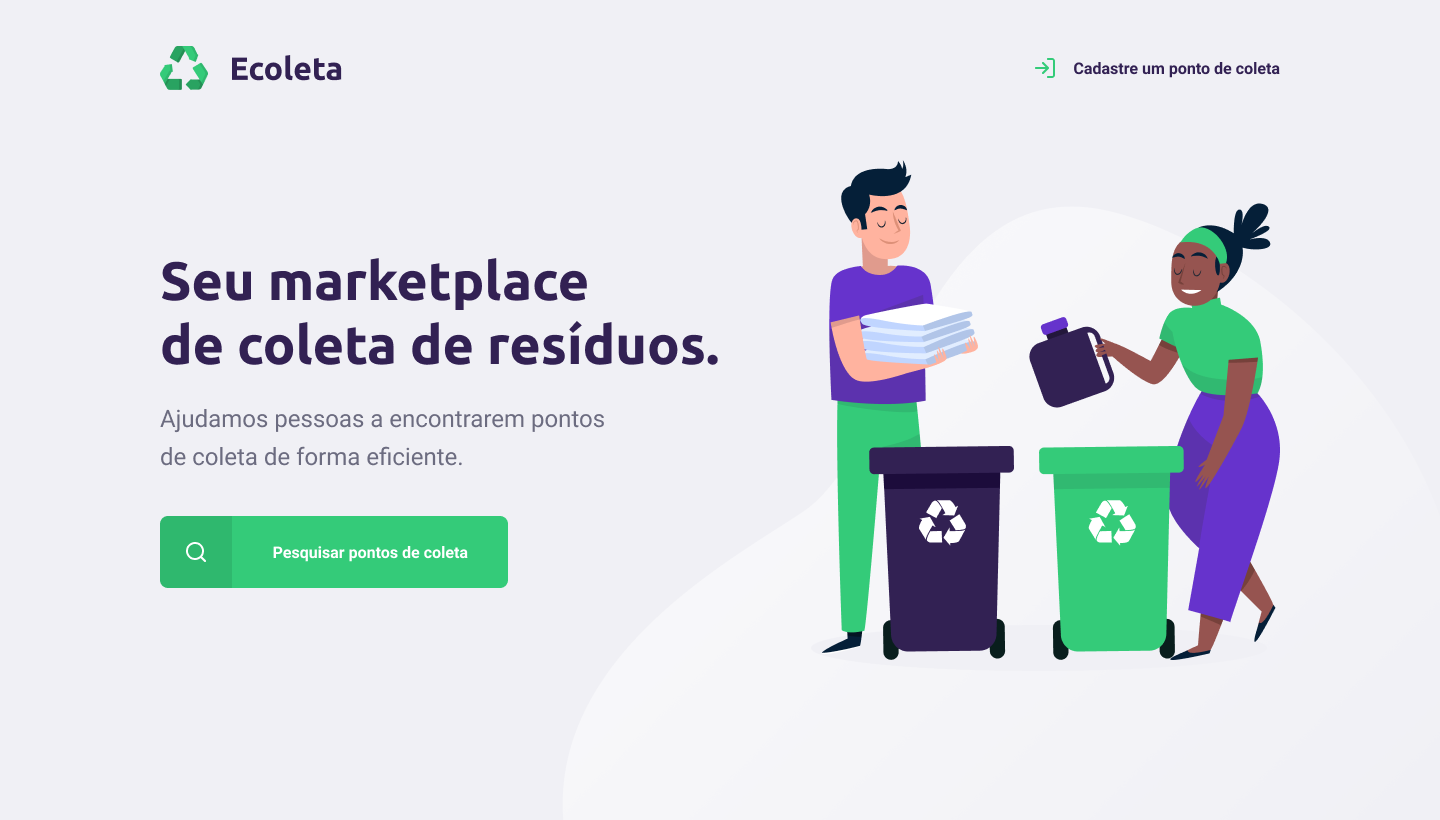 Ecoleta
Cadastre um ponto de coleta
Seu marketplace
de coleta de resíduos.
Ajudamos pessoas a encontrarem pontos
de coleta de forma eficiente.
Pesquisar pontos de coleta